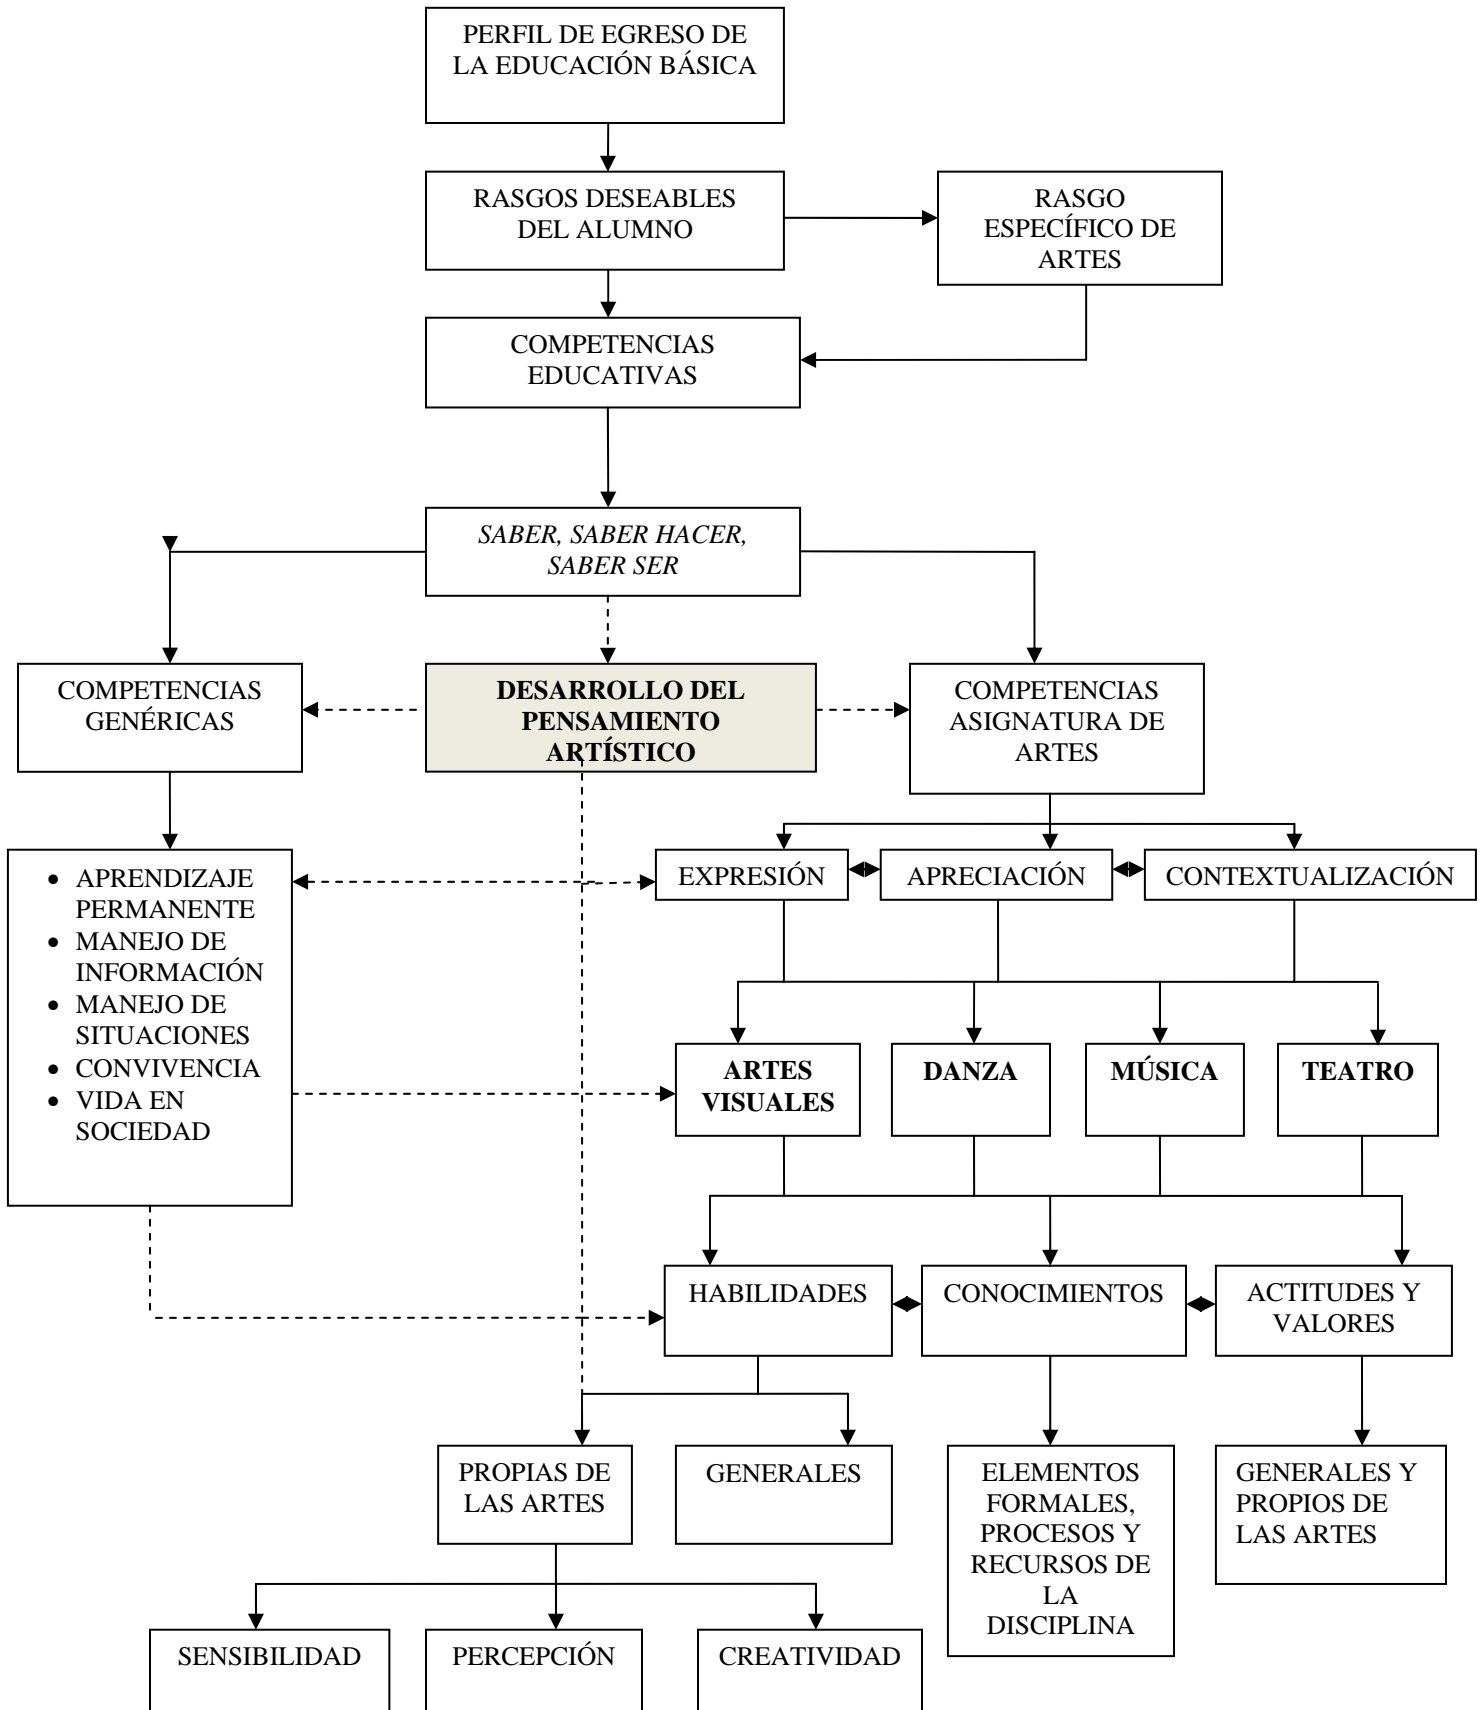 PERFIL DE EGRESO DE
LA EDUCACIÓN BÁSICA
RASGOS DESEABLES
DEL ALUMNO
RASGO
ESPECÍFICO DE
ARTES
COMPETENCIAS
EDUCATIVAS
SABER, SABER HACER,
SABER SER
COMPETENCIAS
GENÉRICAS
DESARROLLO DEL
PENSAMIENTO
ARTÍSTICO
COMPETENCIAS
ASIGNATURA DE
ARTES
• APRENDIZAJE
PERMANENTE
• MANEJO DE
INFORMACIÓN
• MANEJO DE
SITUACIONES
• CONVIVENCIA
• VIDA EN
SOCIEDAD
EXPRESIÓN
APRECIACIÓN
CONTEXTUALIZACIÓN
ARTES
VISUALES
DANZA
MÚSICA
TEATRO
HABILIDADES
CONOCIMIENTOS
ACTITUDES Y
VALORES
PROPIAS DE
LAS ARTES
GENERALES
ELEMENTOS
FORMALES,
PROCESOS Y
RECURSOS DE
LA
DISCIPLINA
GENERALES Y
PROPIOS DE
LAS ARTES
SENSIBILIDAD
PERCEPCIÓN
CREATIVIDAD